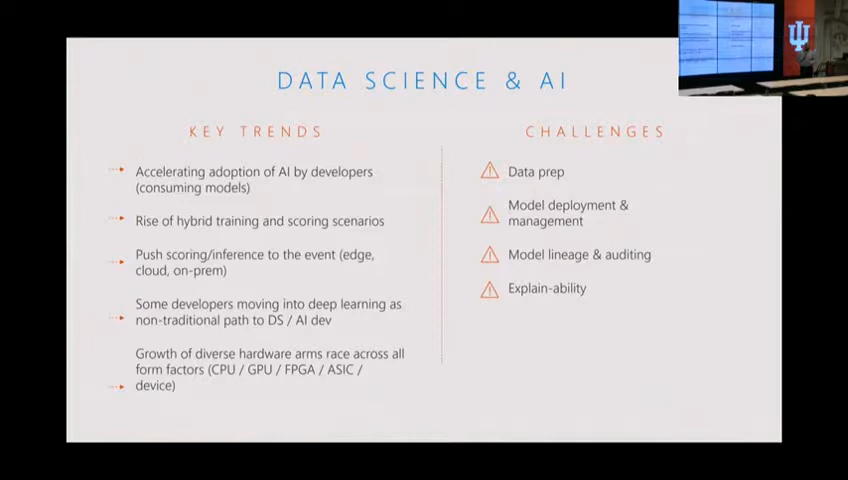 DATA SCIENCE & AI
KEY TRENDS
Accelerating adoption of AI by developers
(consuming models)
Rise of hybrid training and scoring scenarios
Push scoring/inference to the event (edge,
cloud, on-prem)
Some developers moving into deep learning as
non-traditional path to DS / AI dev
Growth of diverse hardware arms race across all
form factors (CPU / GPU / FPGA / ASIC /
device)
CHALLENGES
Data prep
Model deployment &
management
Model lineage & auditing
Explain-ability